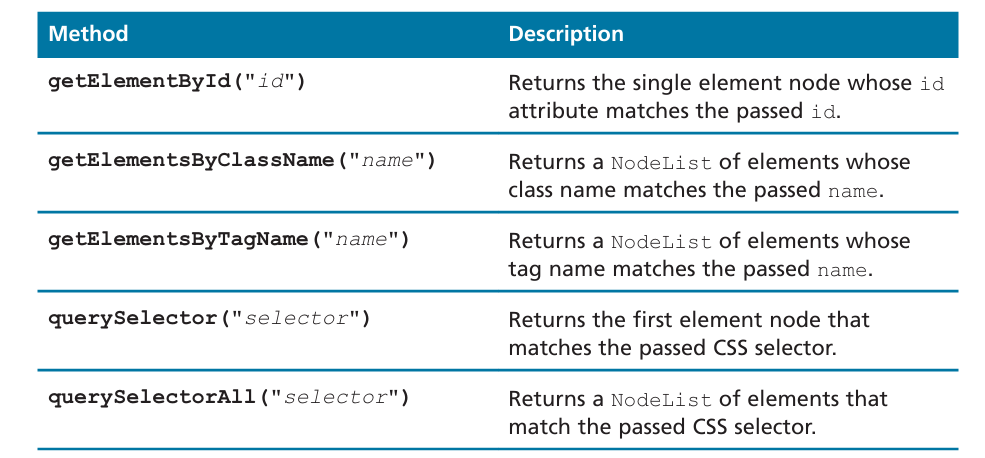 Method Description
getElementById("id") Returns the single element node whose id
attribute matches the passed id.
getElementsByClassName("name") Returns a NodeList of elements whose
class name matches the passed name.
getElementsByTagName("name") Returns a NodeList of elements whose
tag name matches the passed name.
querySelector("selector") Returns the first element node that
matches the passed CSS selector.
querySelectorAll("selector") Returns a NodeList of elements that
match the passed CSS selector.